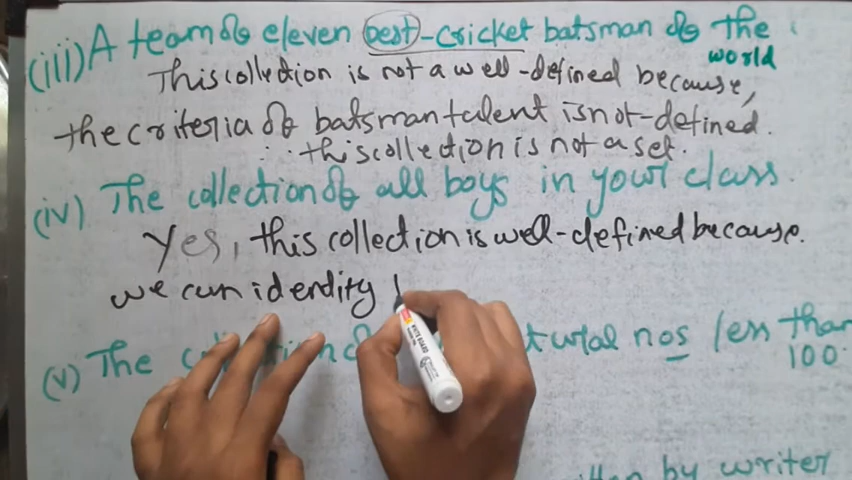 (iii) A team of eleven best-cricket batsman of the
world
This collection is not a well-defined because,
the criteria of batsman talent is not-defined.
∴ this collection is not a set.
(iv) The collection of all boys in your class.
Yes, this collection is well-defined because.
we can identity
(v) The nos less than
100.
by writer